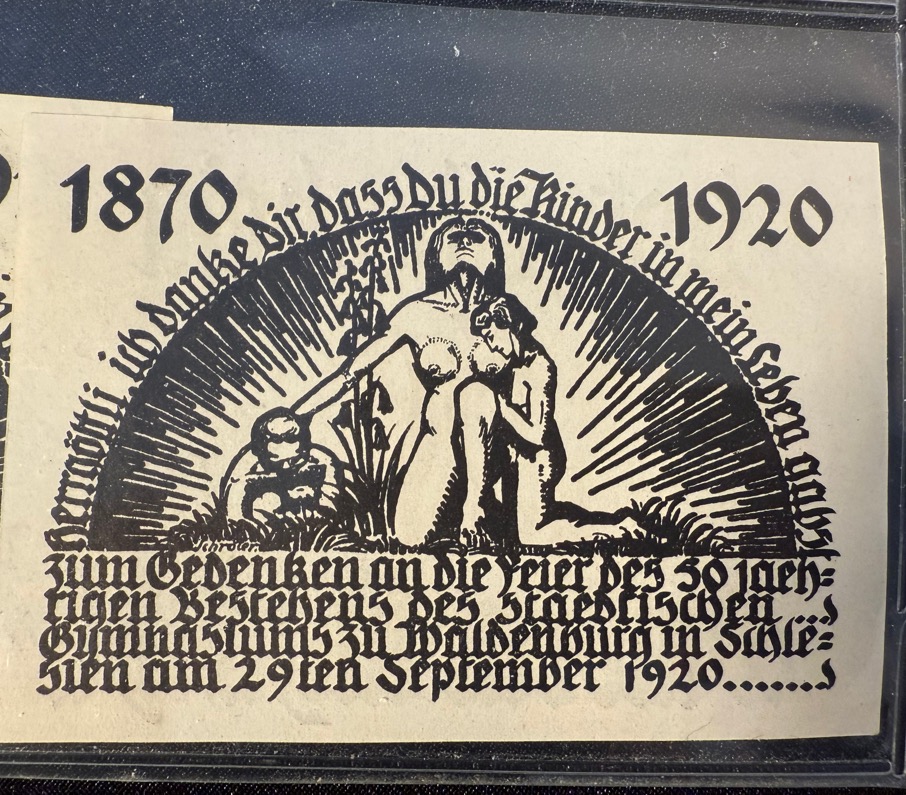 1870
1920
ich danke dir dass Du die Kinder in mein Leben gabst
zum Gedenken an die Feier des 50 jaeh=
rigen Bestehens des staedtischen
Gymnasiums zu Waldenburg in Schle=
sien am 29ten September 1920.......